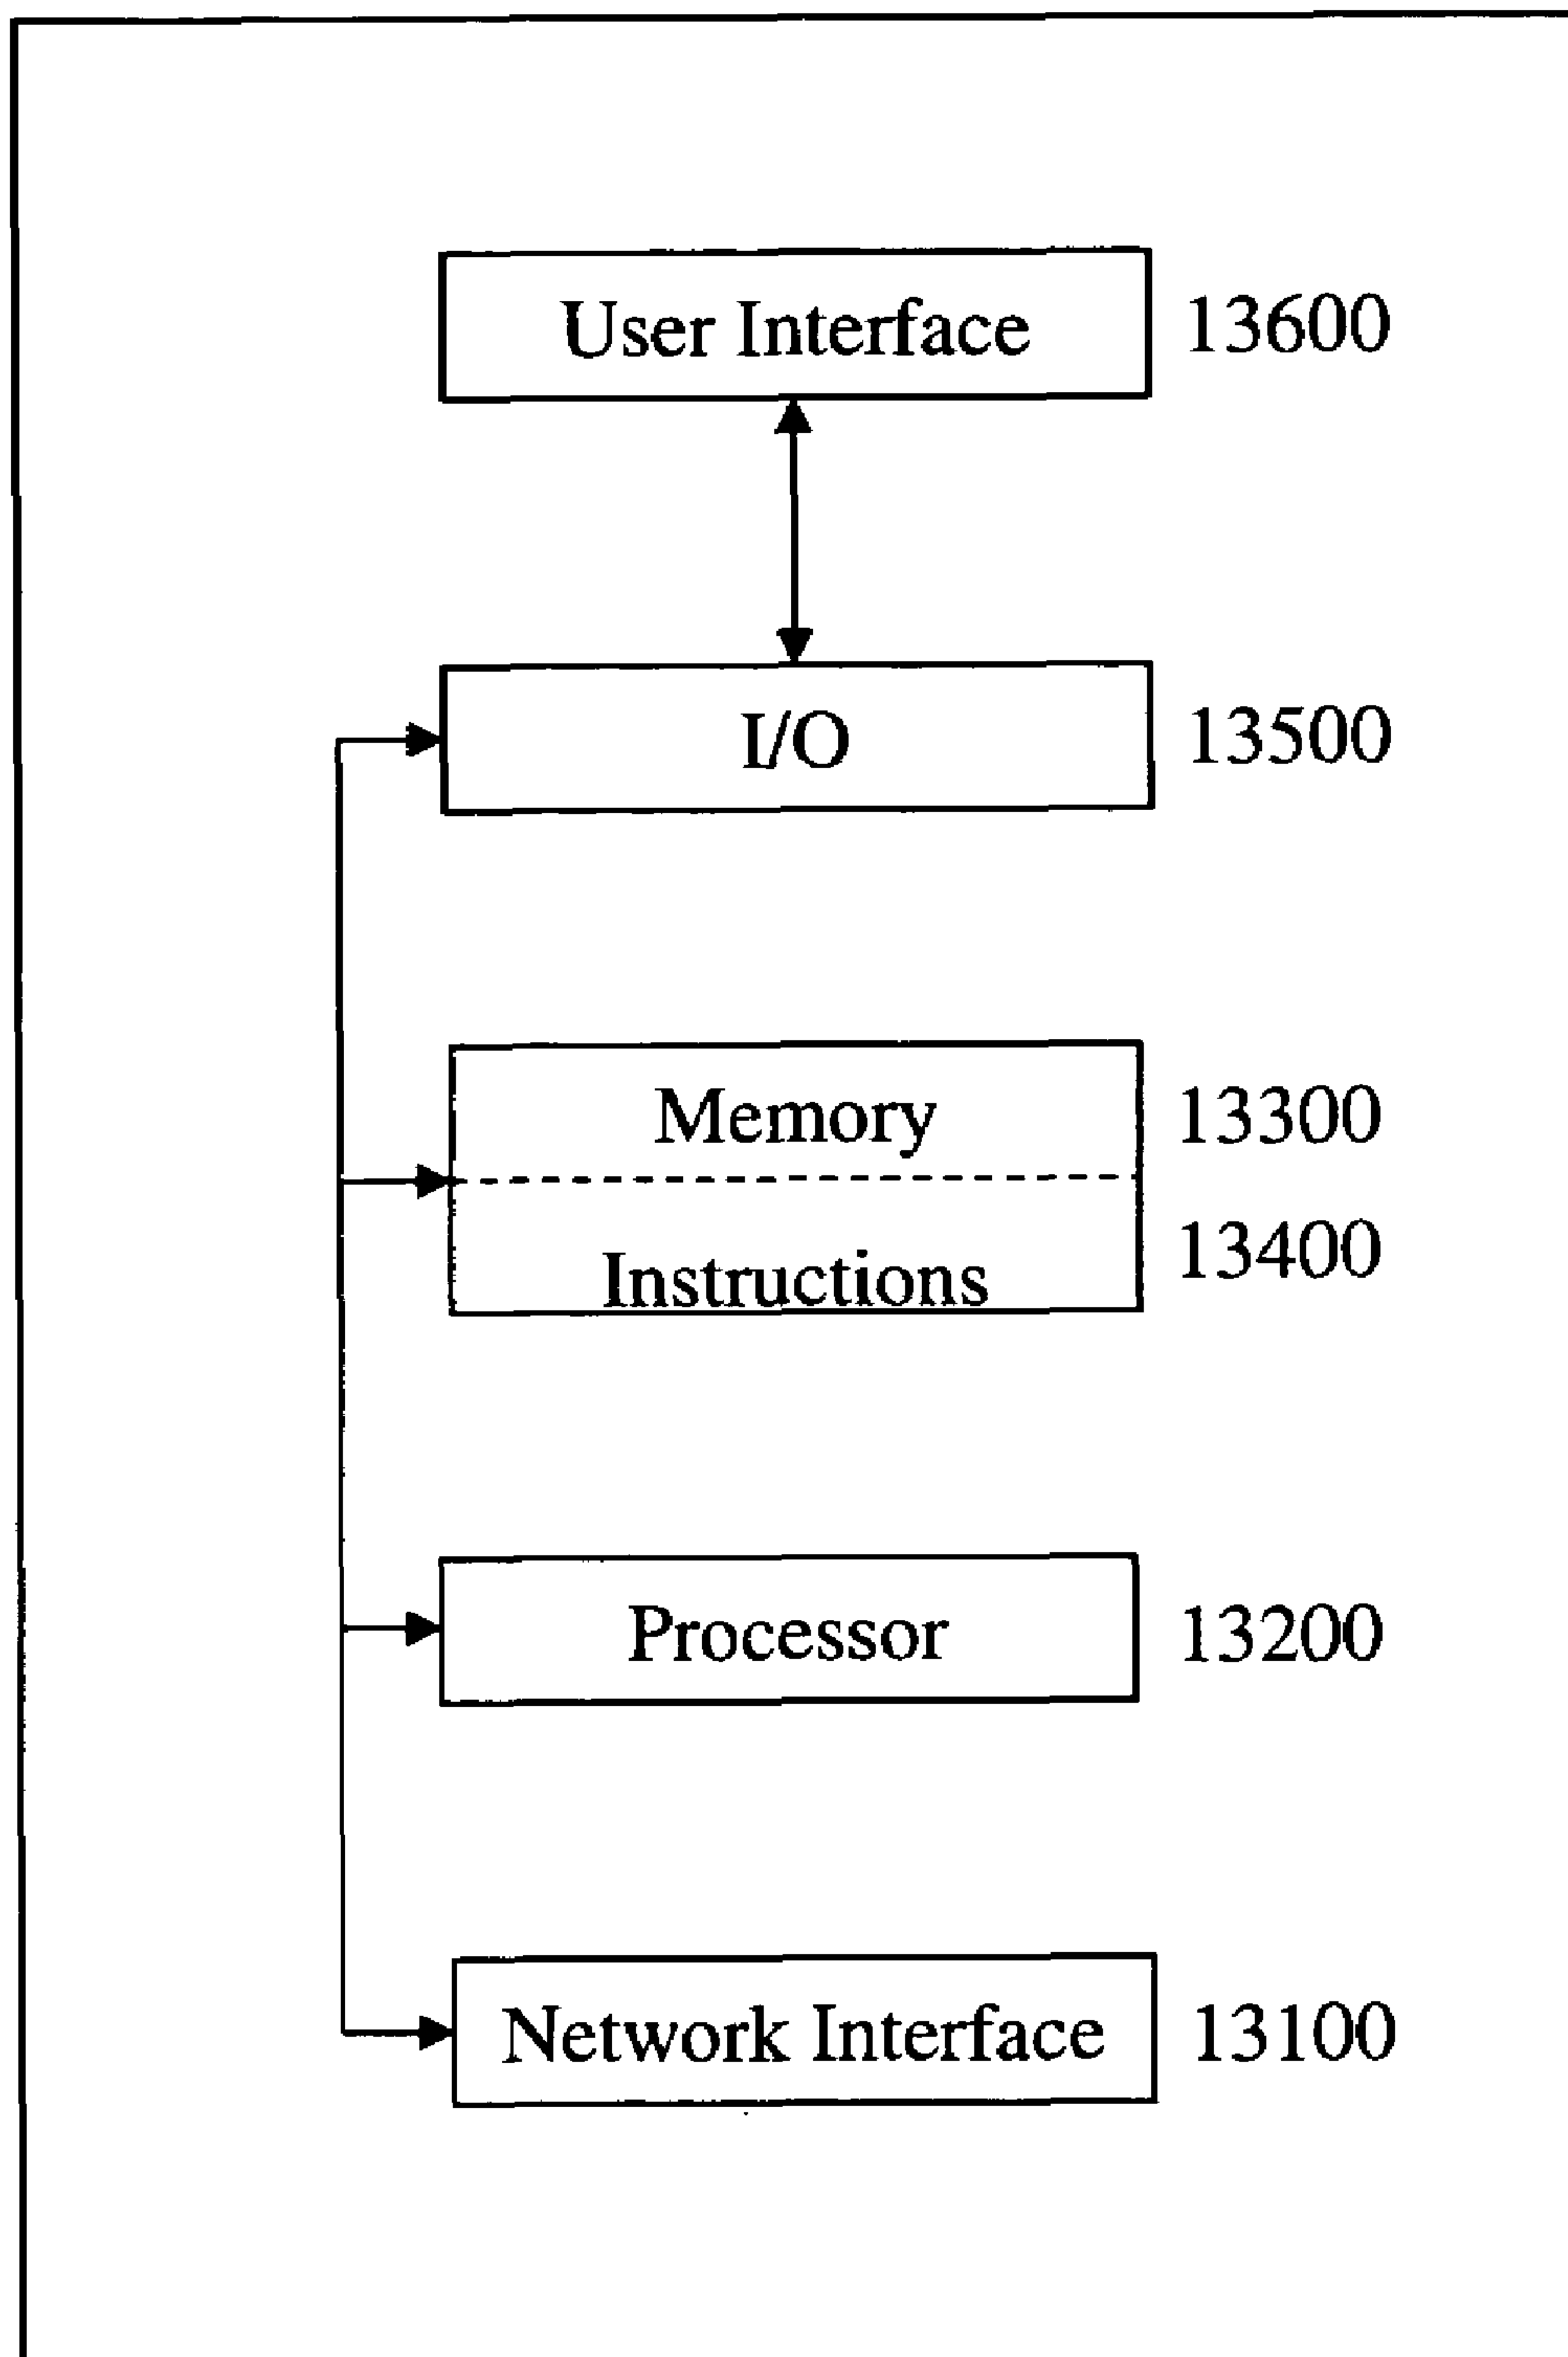 User Interface 13600
I/O 13500
Memory 13300
Instructions 13400
Processor 13200
Network Interface 13100